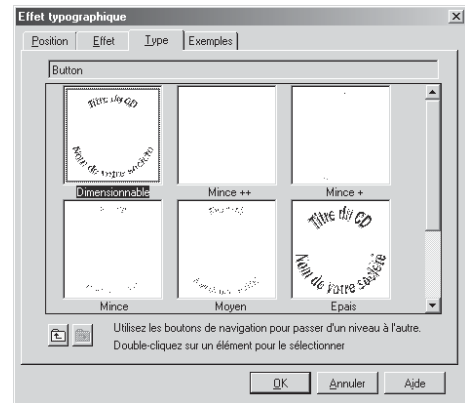 Effet typographique
Position Effet Type Exemples
Button
Titre du CD
Nom de votre société
Dimensionnable Mince ++ Mince +
Titre du CD
Nom de votre société
Mince Moyen Epais
Utilisez les boutons de navigation pour passer d'un niveau à l'autre.
Double-cliquez sur un élément pour le sélectionner
OK Annuler Aide